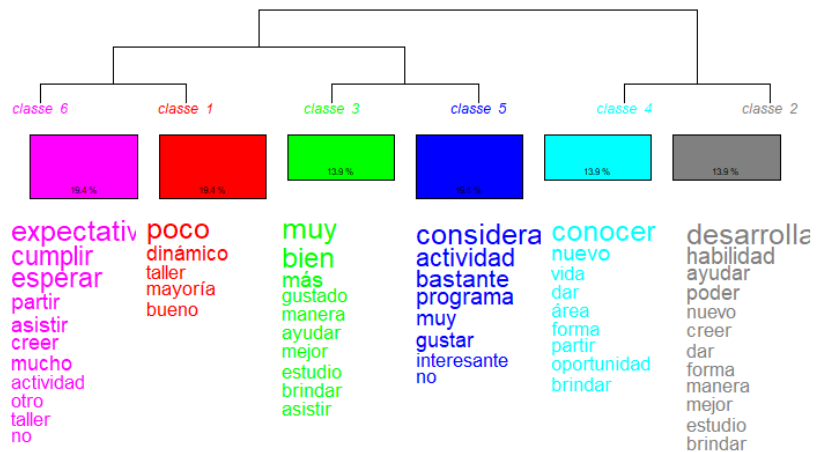 classe 6
classe 1
classe 3
classe 5
classe 4
classe 2
19.4 %
19.4 %
13.9 %
19.4 %
13.9 %
13.9 %
expectativ
cumplir
esperar
partir
asistir
creer
mucho
actividad
otro
taller
no
poco
dinámico
taller
mayoría
bueno
muy
bien
más
gustado
manera
ayudar
mejor
estudio
brindar
asistir
considera
actividad
bastante
programa
muy
gustar
interesante
no
conocer
nuevo
vida
dar
área
forma
partir
oportunidad
brindar
desarrolla
habilidad
ayudar
poder
nuevo
creer
dar
forma
manera
mejor
estudio
brindar